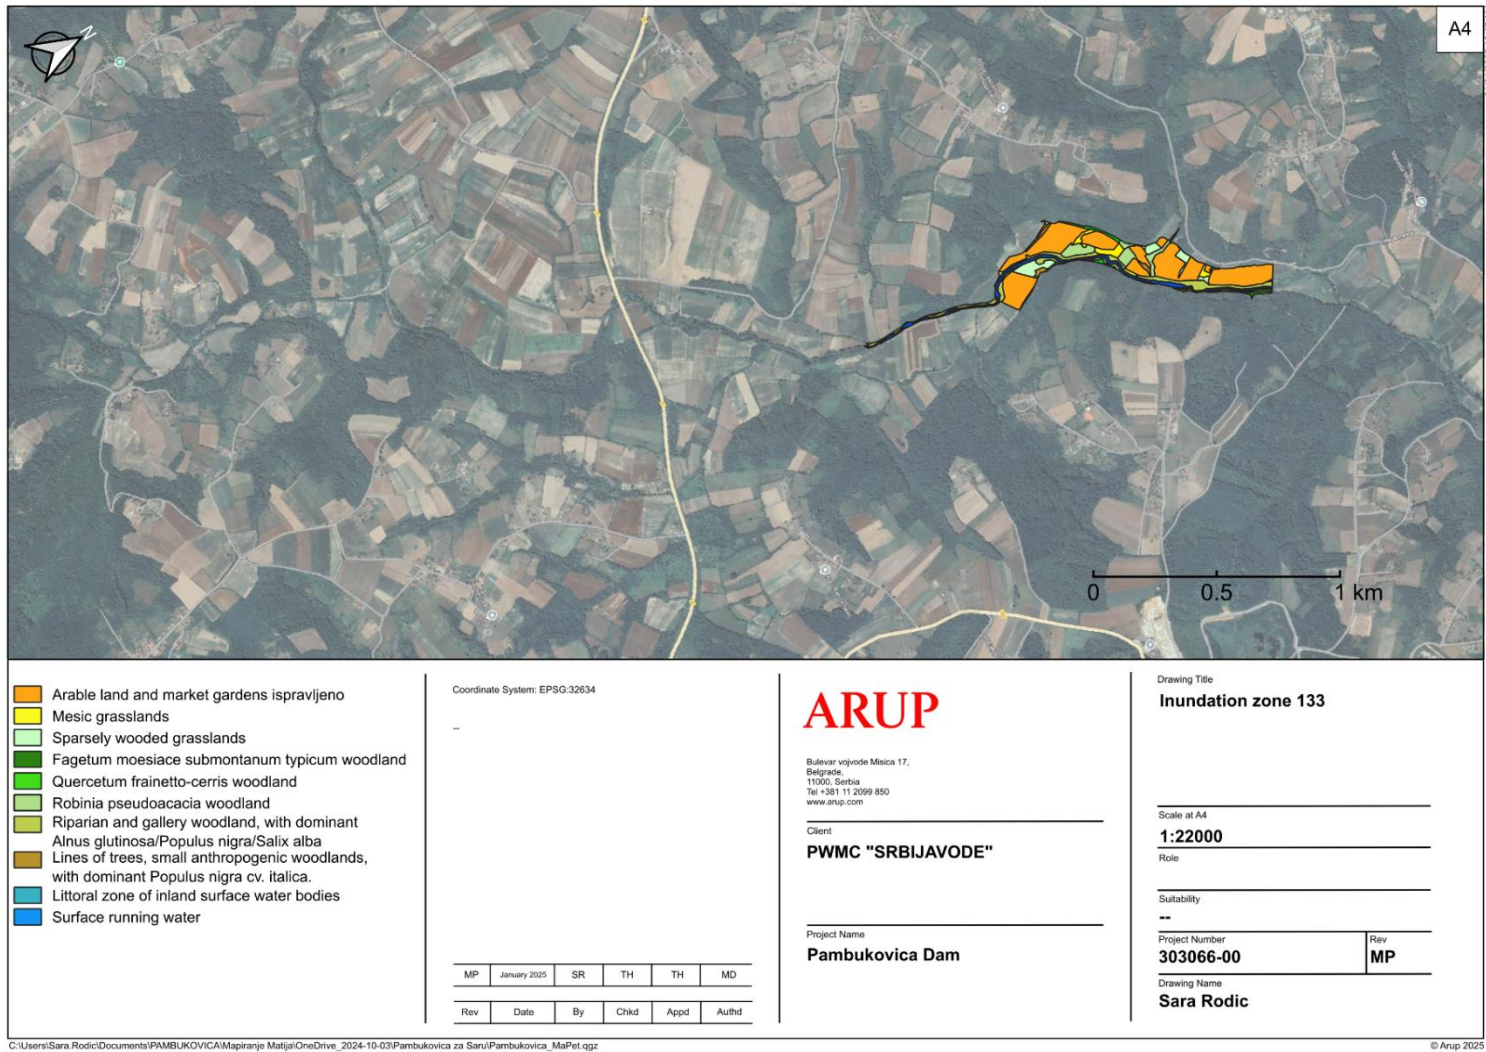 A4
N
0
0.5
1 km
Arable land and market gardens ispravljeno
Mesic grasslands
Sparsely wooded grasslands
Fagetum moesiace submontanum typicum woodland
Quercetum frainetto-cerris woodland
Robinia pseudoacacia woodland
Riparian and gallery woodland, with dominant
Alnus glutinosa/Populus nigra/Salix alba
Lines of trees, small anthropogenic woodlands,
with dominant Populus nigra cv. italica.
Littoral zone of inland surface water bodies
Surface running water
Coordinate System: EPSG:32634
_
MP January 2025 SR TH TH MD
Rev Date By Chkd Appd Authd
ARUP
Bulevar vojvode Misica 17,
Belgrade,
11000, Serbia
Tel +381 11 2099 850
www.arup.com
Client
PWMC "SRBIJAVODE"
Project Name
Pambukovica Dam
Drawing Title
Inundation zone 133
Scale at A4
1:22000
Role
Suitability
--
Project Number
303066-00
Rev
MP
Drawing Name
Sara Rodic
C:\Users\Sara.Rodic\Documents\PAMBUKOVICA\Mapiranje Matija\OneDrive_2024-10-03\Pambukovica za Saru\Pambukovica_MaPet.qgz
© Arup 2025